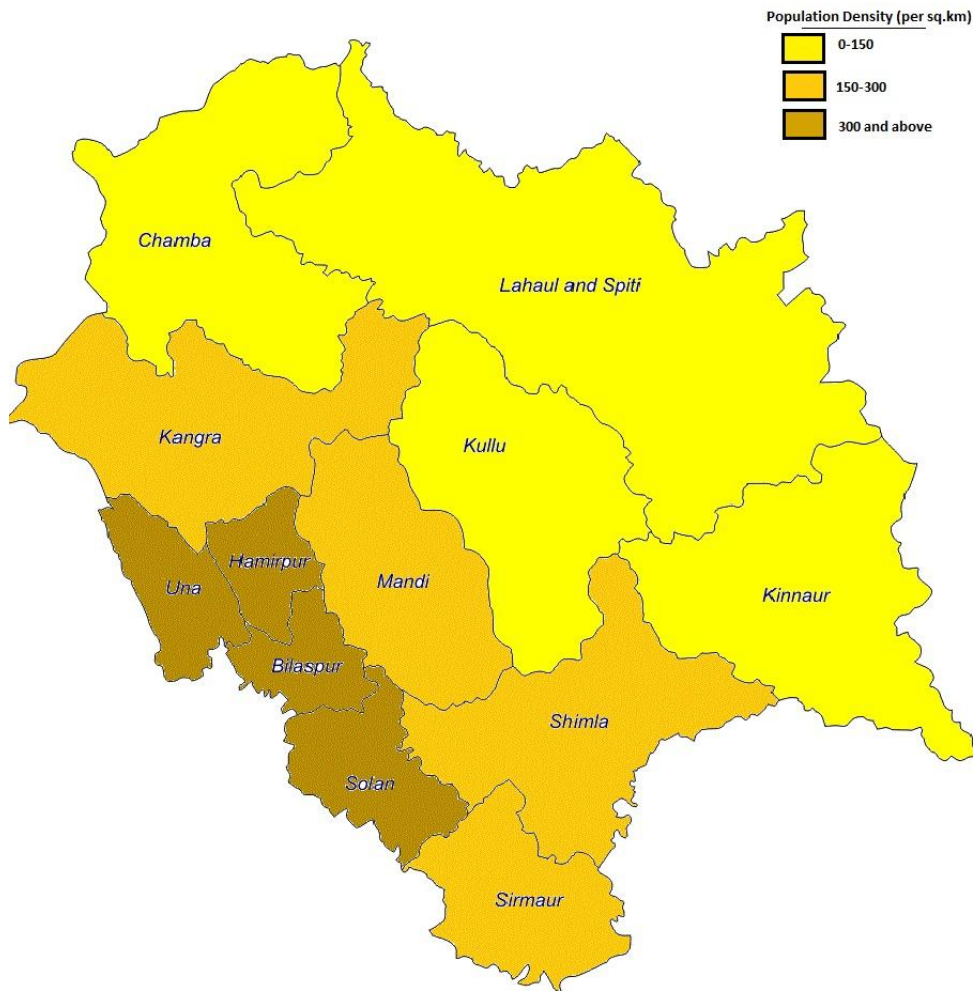 Population Density (per sq.km)
0-150
150-300
300 and above
Chamba
Lahaul and Spiti
Kangra
Kullu
Hamirpur
Una
Mandi
Kinnaur
Bilaspur
Shimla
Solan
Sirmaur